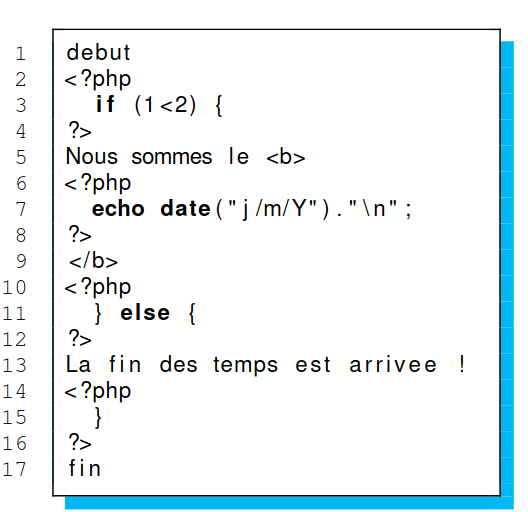 1 debut
2 <?php
3 if (1<2) {
4 ?>
5 Nous sommes le <b>
6 <?php
7 echo date("j/m/Y")."\n";
8 ?>
9 </b>
10 <?php
11 } else {
12 ?>
13 La fin des temps est arrivee !
14 <?php
15 }
16 ?>
17 fin